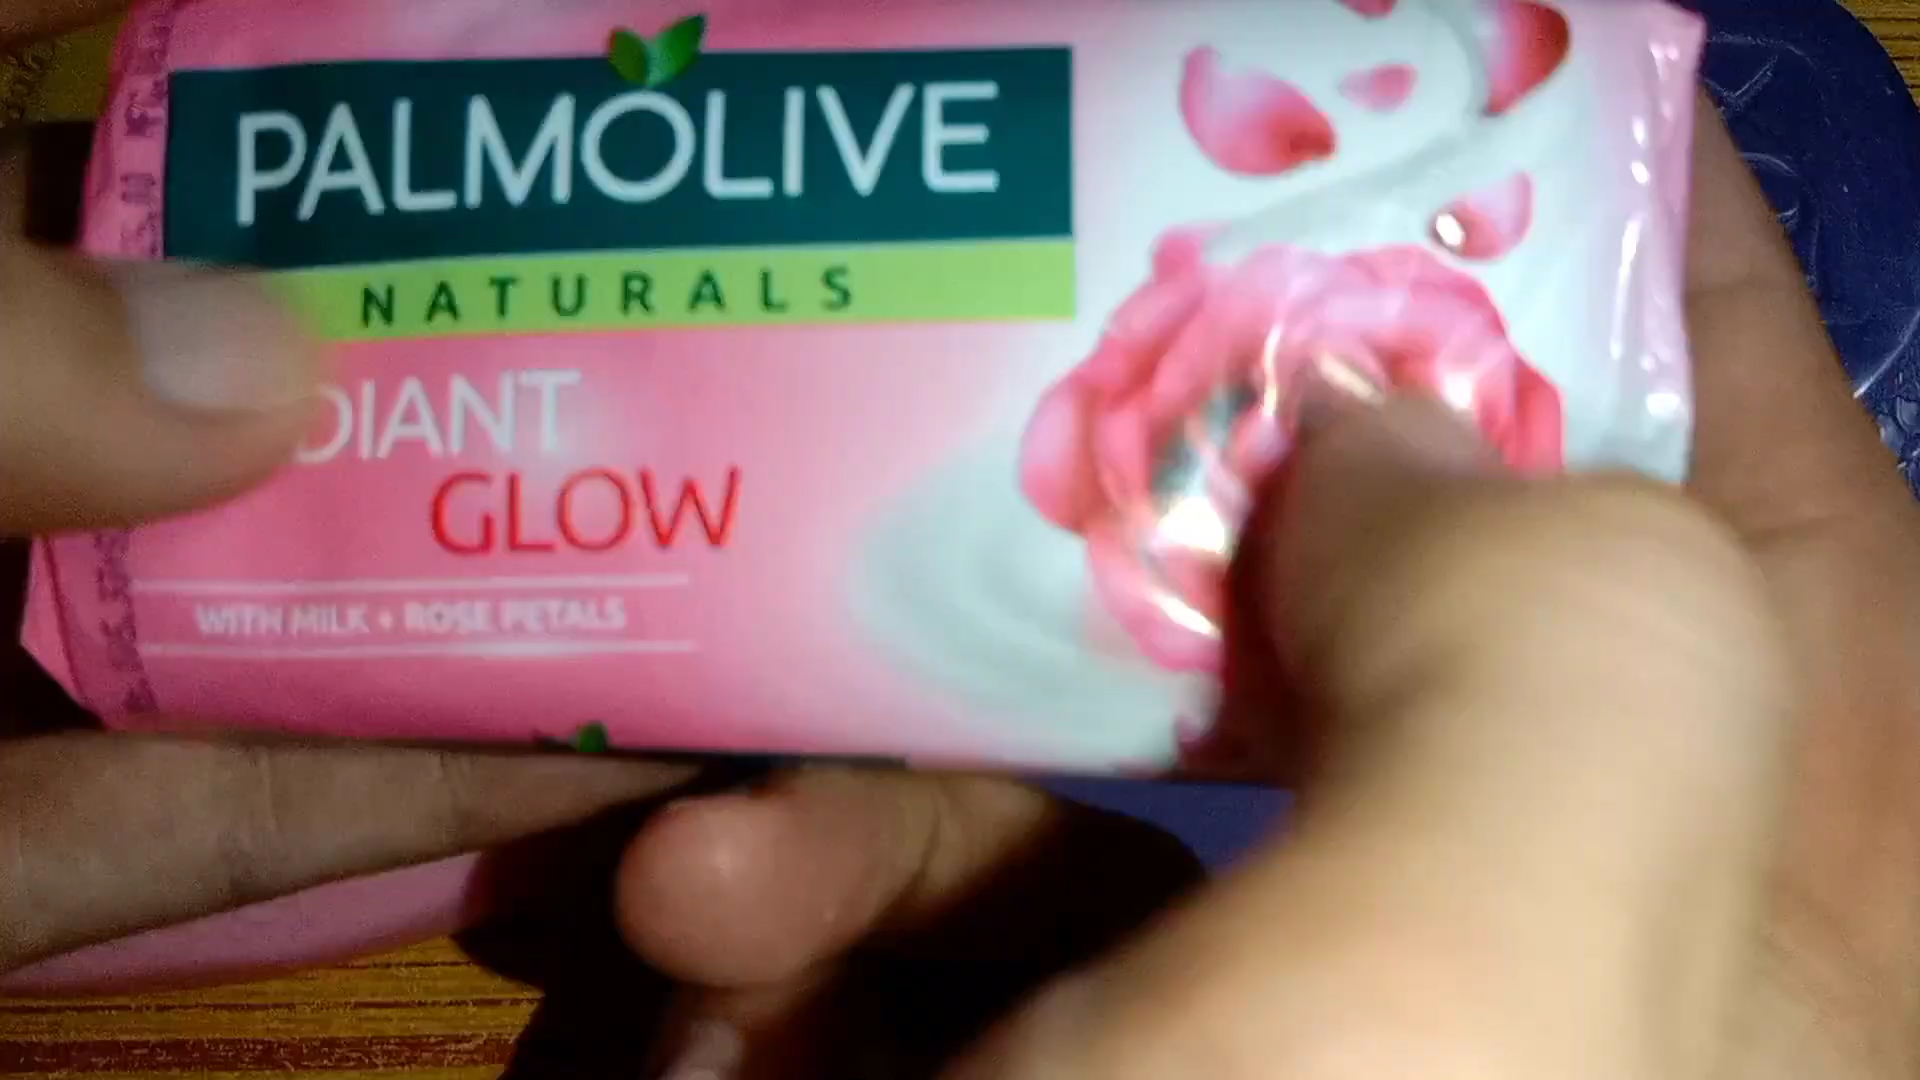 PALMOLIVE
NATURALS
DIANT
GLOW
WITH MILK + ROSE PETALS